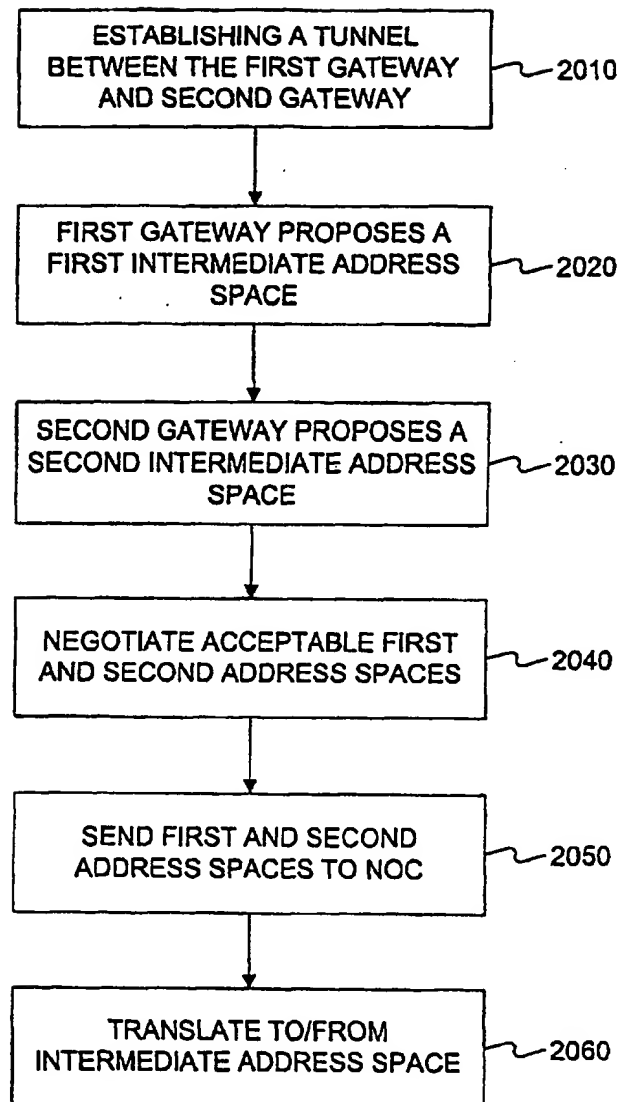 ESTABLISHING A TUNNEL
BETWEEN THE FIRST GATEWAY
AND SECOND GATEWAY
2010
FIRST GATEWAY PROPOSES A
FIRST INTERMEDIATE ADDRESS
SPACE
2020
SECOND GATEWAY PROPOSES A
SECOND INTERMEDIATE ADDRESS
SPACE
2030
NEGOTIATE ACCEPTABLE FIRST
AND SECOND ADDRESS SPACES
2040
SEND FIRST AND SECOND
ADDRESS SPACES TO NOC
2050
TRANSLATE TO/FROM
INTERMEDIATE ADDRESS SPACE
2060